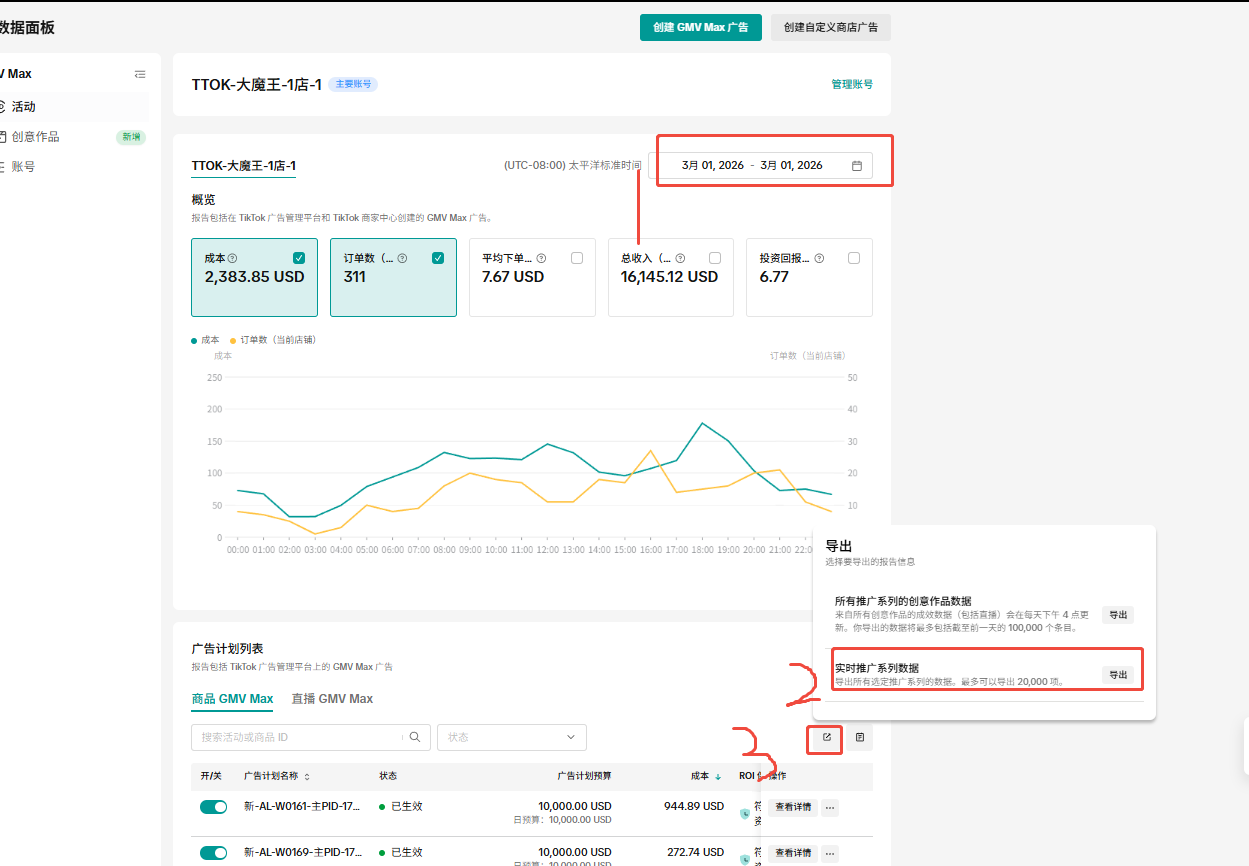 数据面板
创建 GMV Max 广告
创建自定义商店广告
V Max
活动
创意作品
新增
账号
TTOK-大魔王-1店-1
主要账号
管理账号
TTOK-大魔王-1店-1
(UTC-08:00) 太平洋标准时间
3月 01, 2026 - 3月 01, 2026
概览
报告包括在 TikTok 广告管理平台和 TikTok 商家中心创建的 GMV Max 广告。
成本
2,383.85 USD
订单数（...
311
平均下单...
7.67 USD
总收入（...
16,145.12 USD
投资回报...
6.77
成本
订单数（当前店铺）
成本
订单数（当前店铺）
250
50
200
40
150
30
100
20
50
10
0
00:00 01:00 02:00 03:00 04:00 05:00 06:00 07:00 08:00 09:00 10:00 11:00 12:00 13:00 14:00 15:00 16:00 17:00 18:00 19:00 20:00 21:00 22:0
导出
选择要导出的报告信息
所有推广系列的创意作品数据
来自所有创意作品的成效数据（包括直播）会在每天下午 4 点更
新。你导出的数据将最多包括截至前一天的 100,000 个条目。
导出
实时推广系列数据
导出所有选定推广系列的数据。最多可以导出 20,000 项。
导出
2
广告计划列表
报告包括 TikTok 广告管理平台上的 GMV Max 广告
商品 GMV Max
直播 GMV Max
搜索活动或商品 ID
状态
3
开/关
广告计划名称
状态
广告计划预算
成本
ROI
操作
新-AL-W0161-主PID-17...
已生效
10,000.00 USD
日预算：10,000.00 USD
944.89 USD
符
查看详情
...
新-AL-W0169-主PID-17...
已生效
10,000.00 USD
日预算：10,000.00 USD
272.74 USD
符
查看详情
...